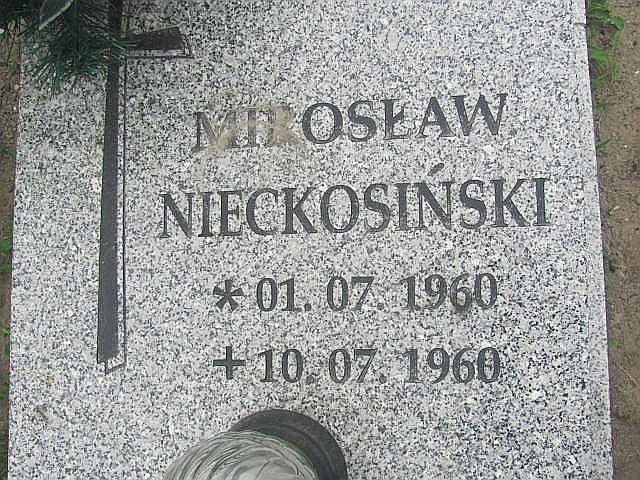 MIROSŁAW
NIECKOSIŃSKI
* 01. 07. 1960
+ 10. 07. 1960